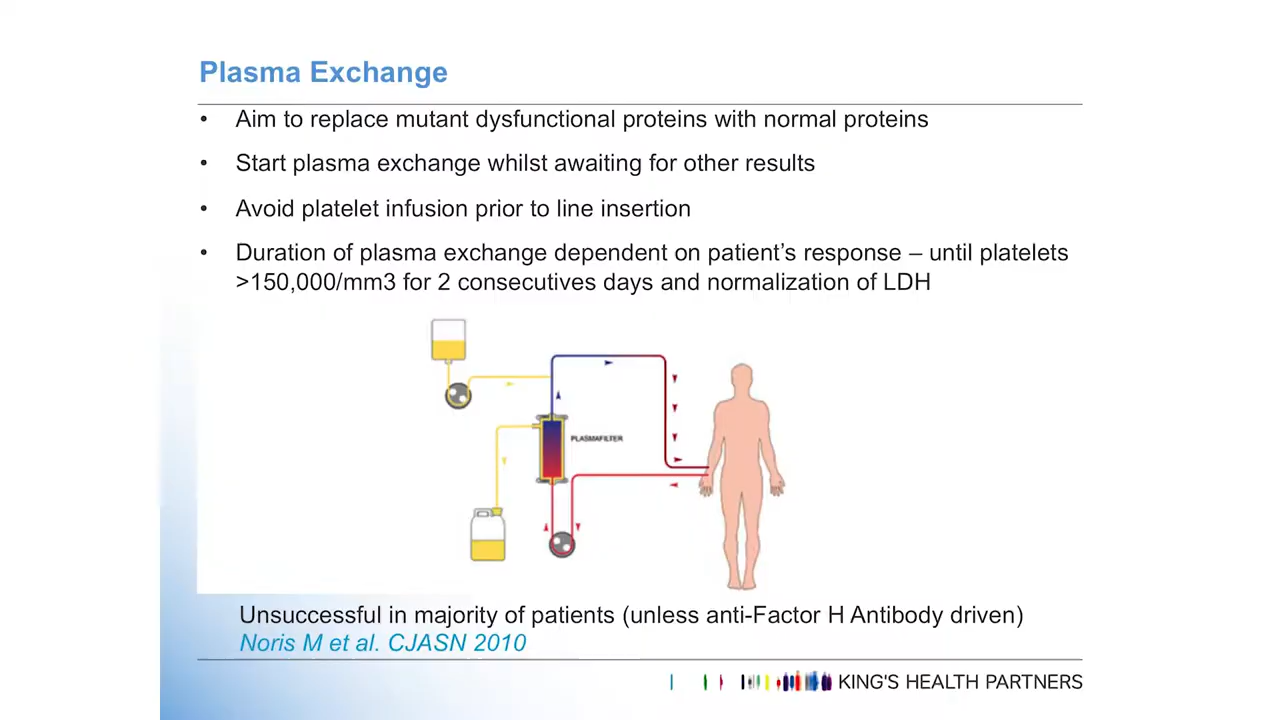 Plasma Exchange
• Aim to replace mutant dysfunctional proteins with normal proteins
• Start plasma exchange whilst awaiting for other results
• Avoid platelet infusion prior to line insertion
• Duration of plasma exchange dependent on patient’s response – until platelets
>150,000/mm3 for 2 consecutives days and normalization of LDH
PLASMAFILTER
Unsuccessful in majority of patients (unless anti-Factor H Antibody driven)
Noris M et al. CJASN 2010
KING'S HEALTH PARTNERS